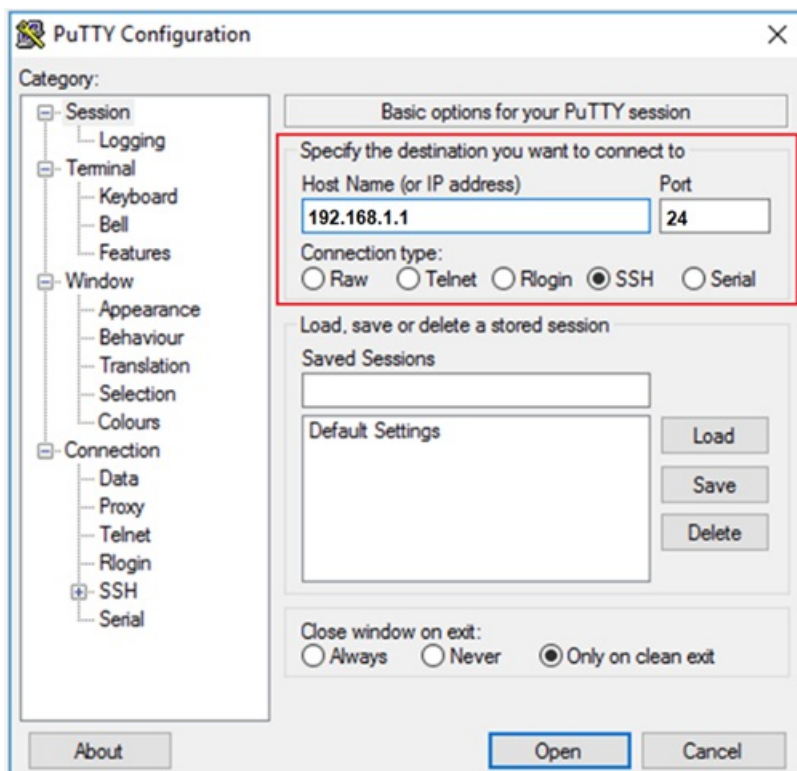 PuTTY Configuration
Category:
Session
Logging
Terminal
Keyboard
Bell
Features
Window
Appearance
Behaviour
Translation
Selection
Colours
Connection
Data
Proxy
Telnet
Rlogin
SSH
Serial
Basic options for your PuTTY session
Specify the destination you want to connect to
Host Name (or IP address) Port
192.168.1.1 24
Connection type:
Raw Telnet Rlogin SSH Serial
Load, save or delete a stored session
Saved Sessions
Default Settings
Load
Save
Delete
Close window on exit:
Always Never Only on clean exit
About Open Cancel